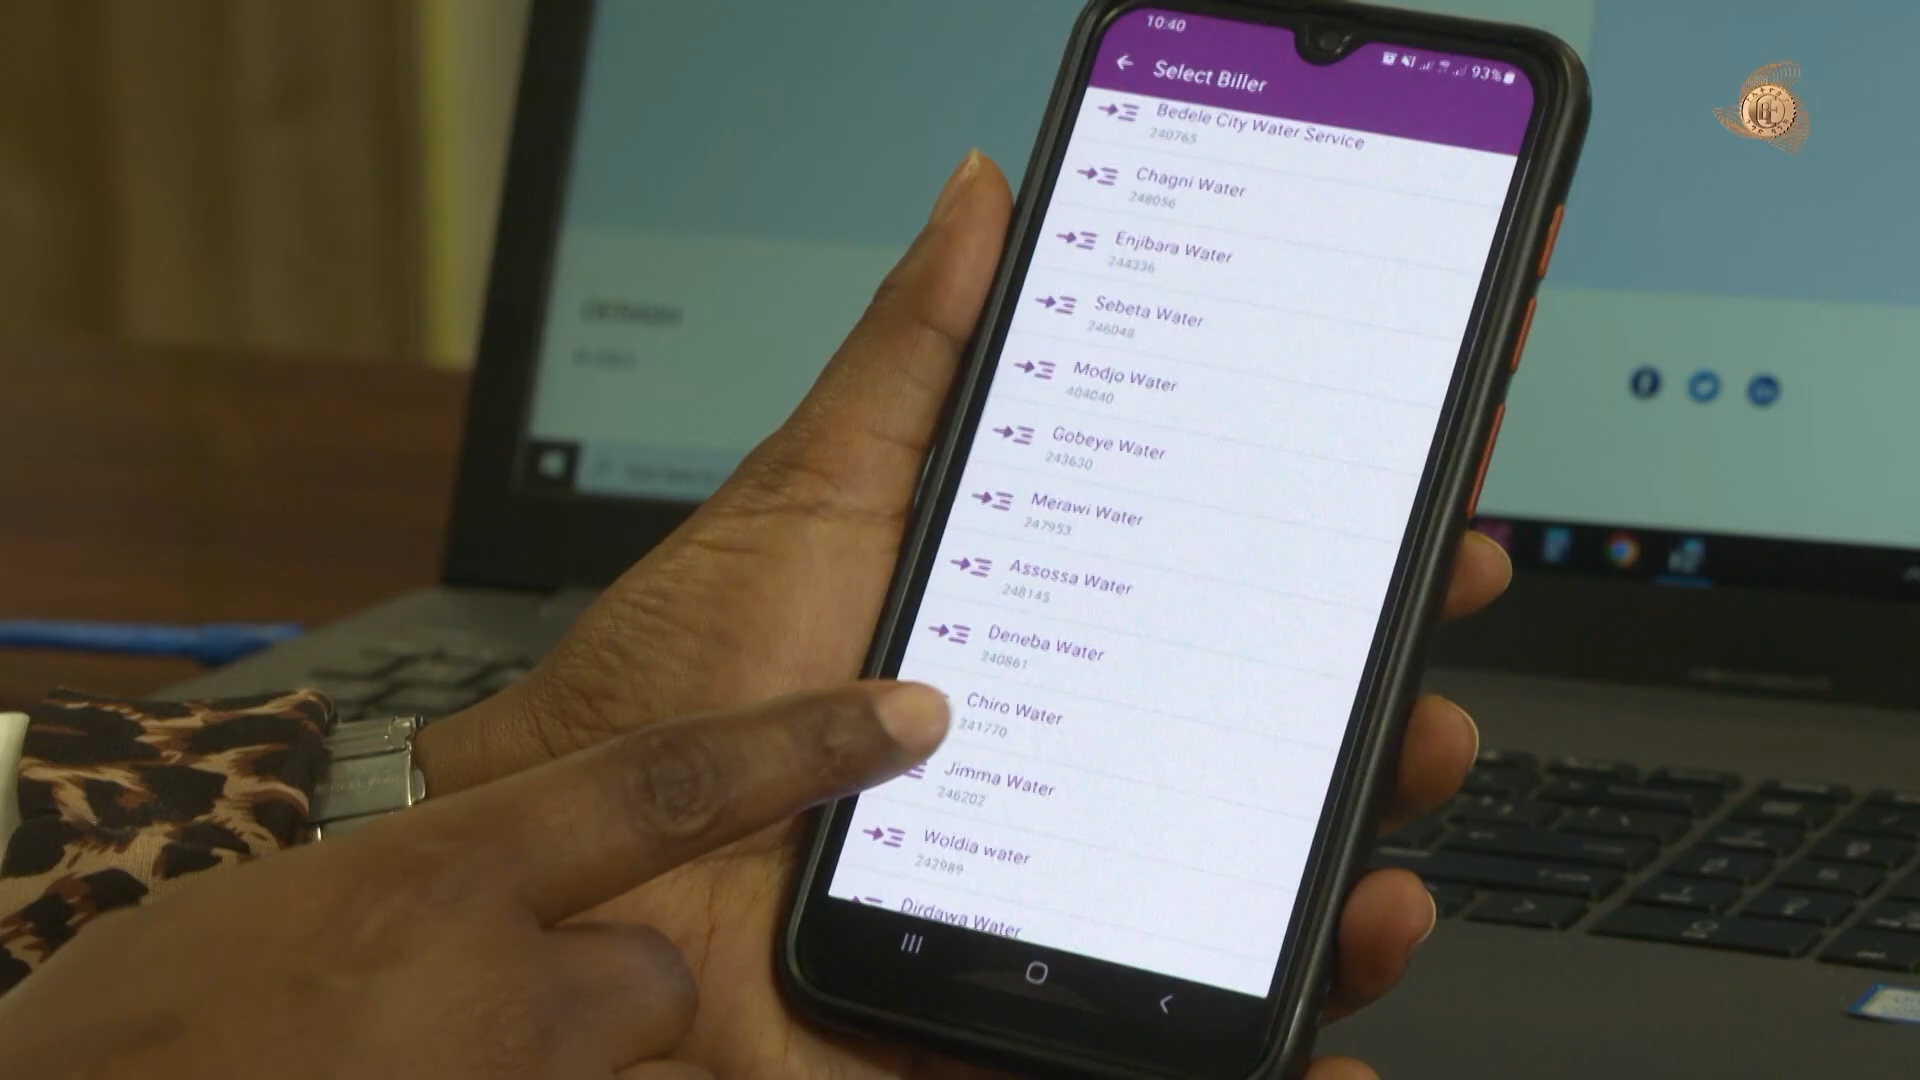 10:40
93%
Select Biller
Bedele City Water Service
240765
Chagni Water
248056
Enjibara Water
244336
Sebeta Water
246048
Modjo Water
404040
Gobeye Water
243630
Merawi Water
247953
Assossa Water
248145
Deneba Water
240861
Chiro Water
241770
Jimma Water
246202
Woldia water
242989
Dirdawa Water